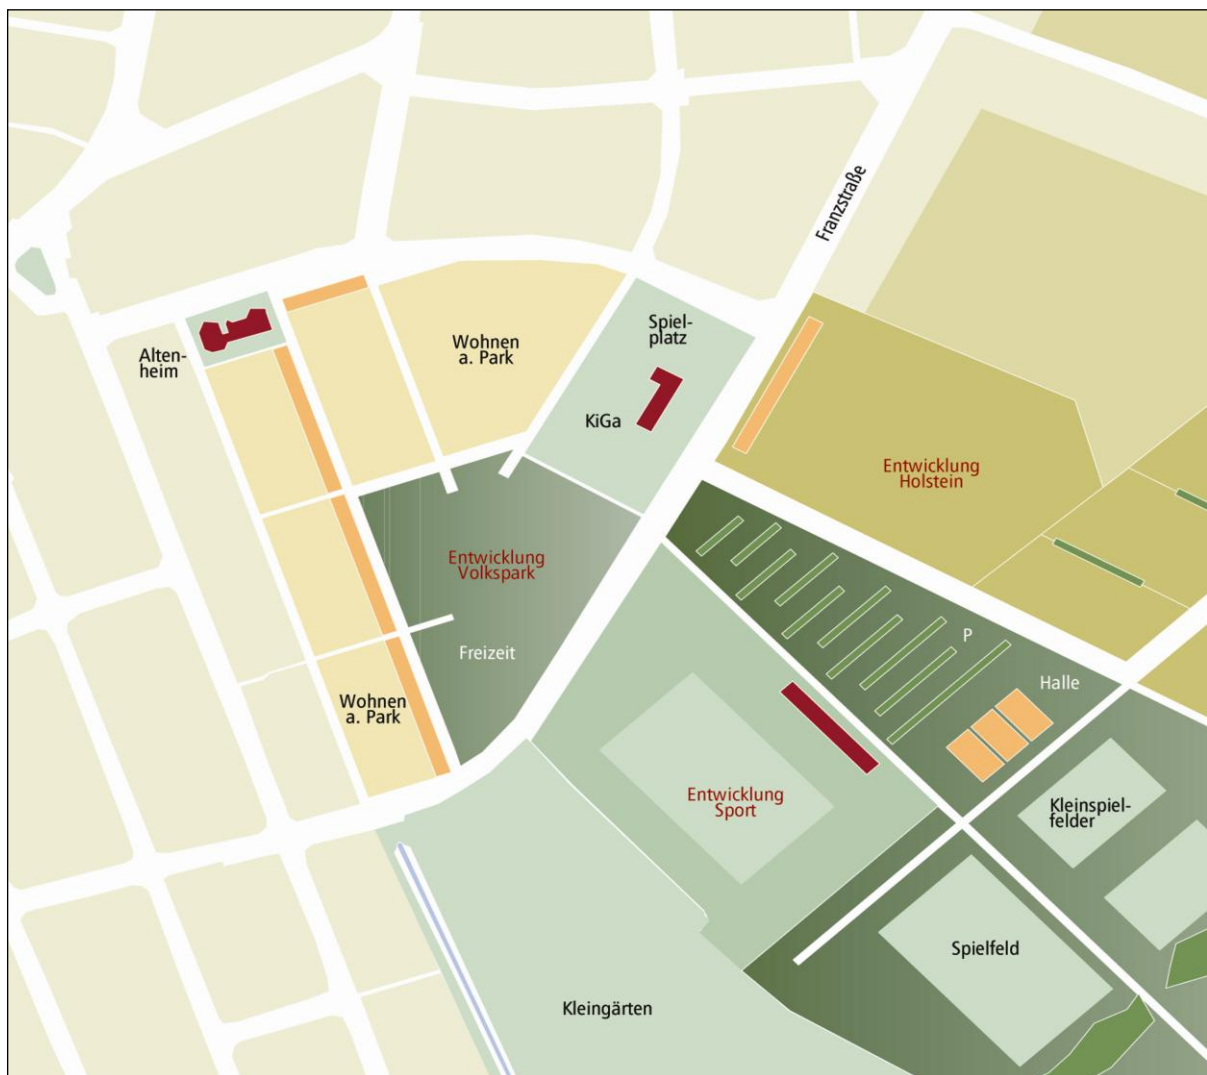 Franzstraße
Spiel-
platz
Alten-
heim
Wohnen
a. Park
KiGa
Entwicklung
Holstein
Entwicklung
Volkspark
Freizeit
P
Halle
Wohnen
a. Park
Entwicklung
Sport
Kleinspiel-
felder
Spielfeld
Kleingärten